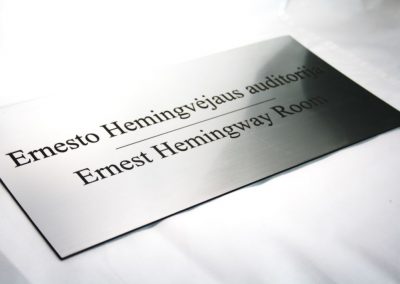 Ernesto Hemingvėjaus auditorija
Ernest Hemingway Room